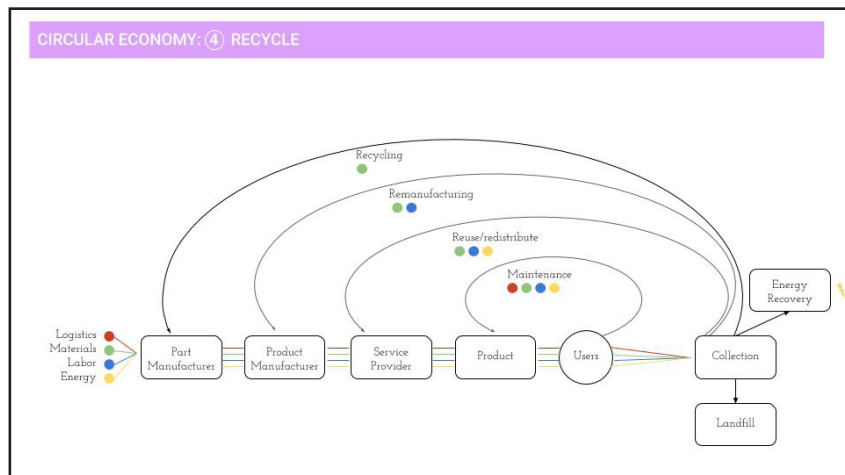 CIRCULAR ECONOMY: ④ RECYCLE
Recycling
Remanufacturing
Reuse/redistribute
Maintenance
Energy
Recovery
Logistics
Materials
Labor
Energy
Part
Manufacturer
Product
Manufacturer
Service
Provider
Product
Users
Collection
Landfill